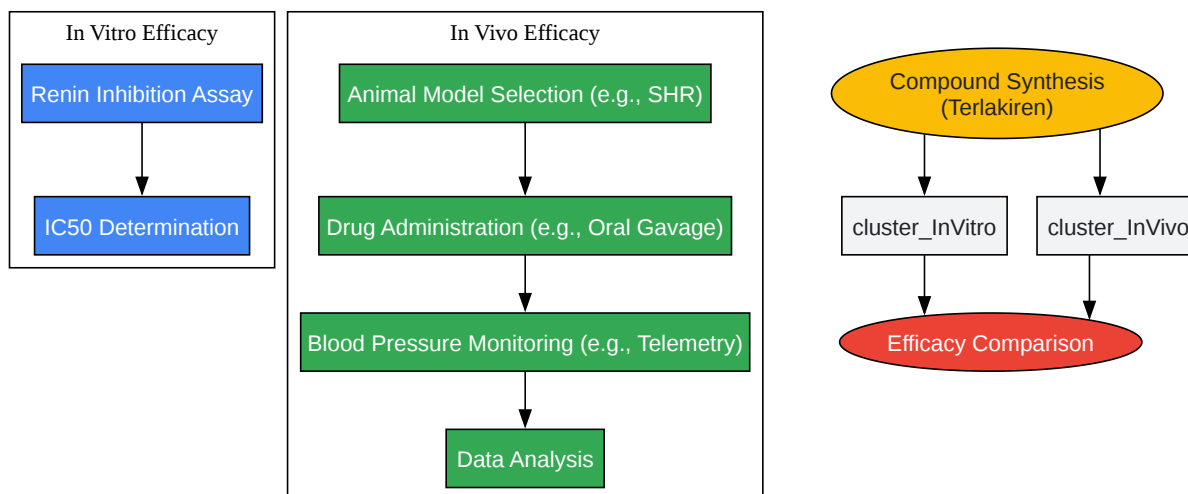 In Vitro Efficacy
Renin Inhibition Assay
IC50 Determination
In Vivo Efficacy
Animal Model Selection (e.g., SHR)
Drug Administration (e.g., Oral Gavage)
Blood Pressure Monitoring (e.g., Telemetry)
Data Analysis
Compound Synthesis
(Terlakiren)
cluster_InVitro
cluster_InVivo
Efficacy Comparison